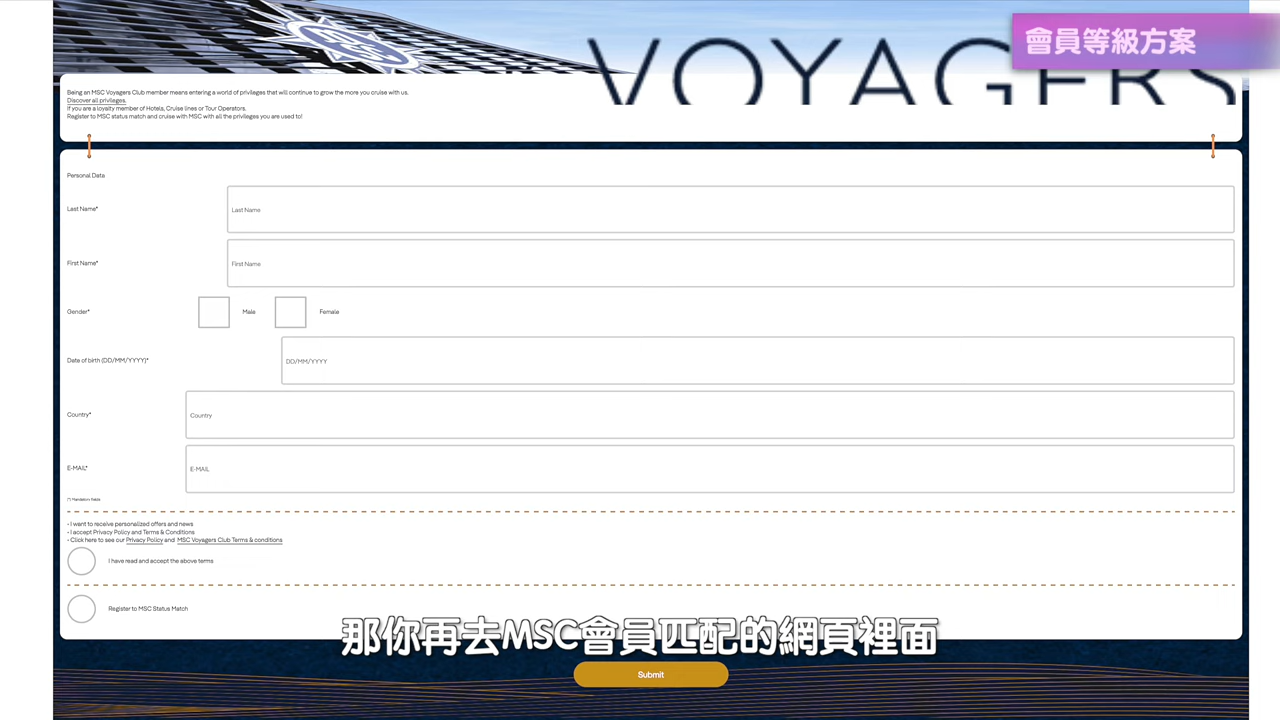 MSC
VOYAGERS
會員等級方案
Being an MSC Voyagers Club member means entering a world of privileges that will continue to grow the more you cruise with us.
Discover all privileges.
If you are a loyalty member of Hotels, Cruise lines or Tour Operators.
Register to MSC status match and cruise with MSC with all the privileges you are used to!
Personal Data
Last Name*
Last Name
First Name*
First Name
Gender*
Male
Female
Date of birth (DD/MM/YYYY)*
DD/MM/YYYY
Country*
Country
E-MAIL*
E-MAIL
(*) Mandatory fields
- I want to receive personalized offers and news
- I accept Privacy Policy and Terms & Conditions
- Click here to see our Privacy Policy and MSC Voyagers Club Terms & conditions
I have read and accept the above terms
Register to MSC Status Match
那你再去MSC會員匹配的網頁裡面
Submit